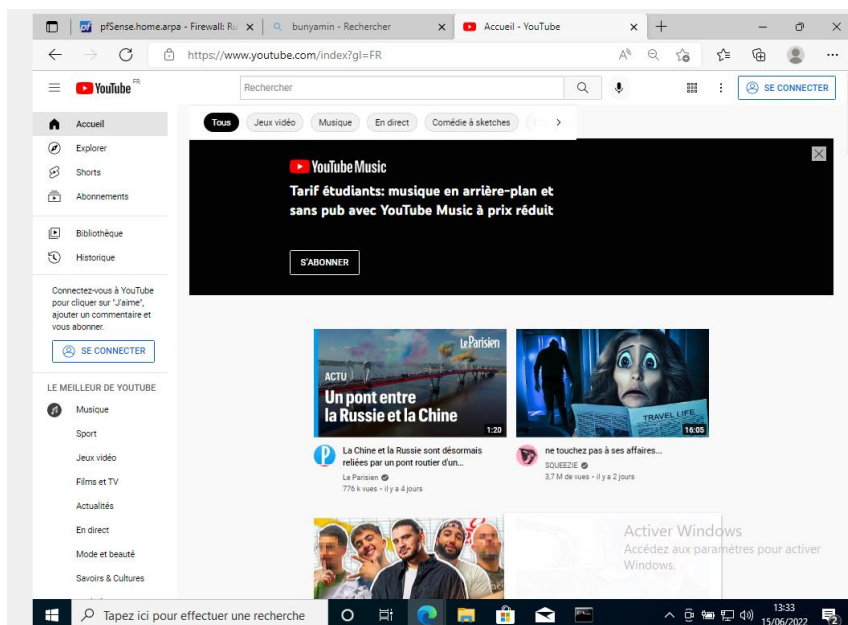 pfSense.home.arpa - Firewall: Ru
bunyamin - Rechercher
Accueil - YouTube
https://www.youtube.com/index?gl=FR
YouTube FR
Rechercher
SE CONNECTER
Accueil
Explorer
Shorts
Abonnements
Bibliothèque
Historique
Connectez-vous à YouTube
pour cliquer sur "J'aime",
ajouter un commentaire et
vous abonner.
SE CONNECTER
LE MEILLEUR DE YOUTUBE
Musique
Sport
Jeux vidéo
Films et TV
Actualités
En direct
Mode et beauté
Savoirs & Cultures
Tous
Jeux vidéo
Musique
En direct
Comédie à sketches
YouTube Music
Tarif étudiants: musique en arrière-plan et
sans pub avec YouTube Music à prix réduit
S'ABONNER
Le Parisien
ACTU
Un pont entre
la Russie et la Chine
1:20
La Chine et la Russie sont désormais
reliées par un pont routier d'un...
Le Parisien
776 k vues • il y a 4 jours
TRAVEL LIFE
16:05
ne touchez pas à ses affaires...
SQUEEZIE
3,7 M de vues • il y a 2 jours
Activer Windows
Accédez aux paramètres pour activer
Windows.
Tapez ici pour effectuer une recherche
13:33
15/06/2022
2